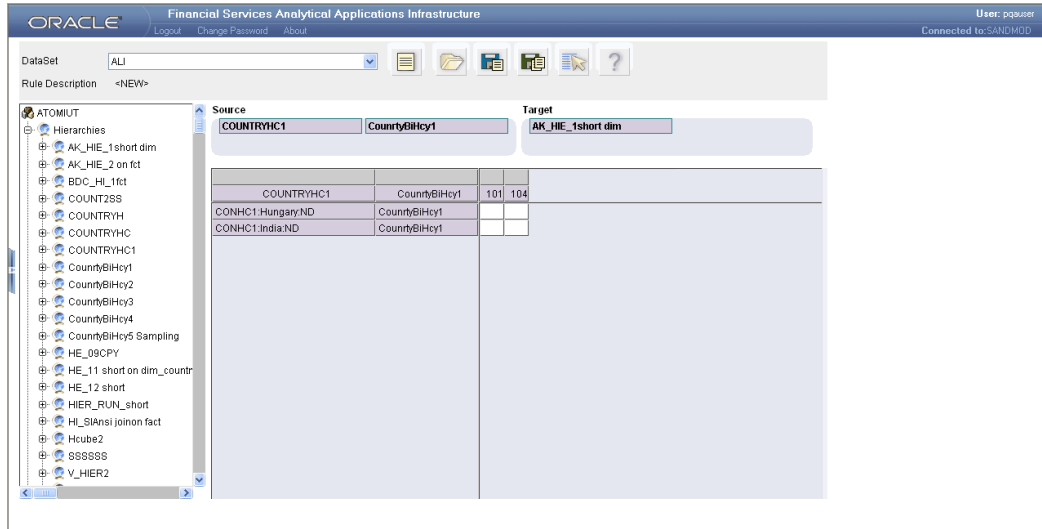 ORACLE
Financial Services Analytical Applications Infrastructure
User: pqauser
Logout Change Password About
Connected to:SANDMOD
DataSet ALI
Rule Description <NEW>
ATOMIUT
Hierarchies
AK_HIE_1short dim
AK_HIE_2 on fct
BDC_HI_1fct
COUNT2SS
COUNTRYH
COUNTRYHC
COUNTRYHC1
CounrtyBiHcy1
CounrtyBiHcy2
CounrtyBiHcy3
CounrtyBiHcy4
CounrtyBiHcy5 Sampling
HE_09CPY
HE_11 short on dim_countr
HE_12 short
HIER_RUN_short
HI_SIAnsi joinon fact
Hcube2
SSSSSS
V_HIER2
Source
COUNTRYHC1 CounrtyBiHcy1
Target
AK_HIE_1short dim
COUNTRYHC1 CounrtyBiHcy1 101 104
CONHC1:Hungary:ND CounrtyBiHcy1
CONHC1:India:ND CounrtyBiHcy1